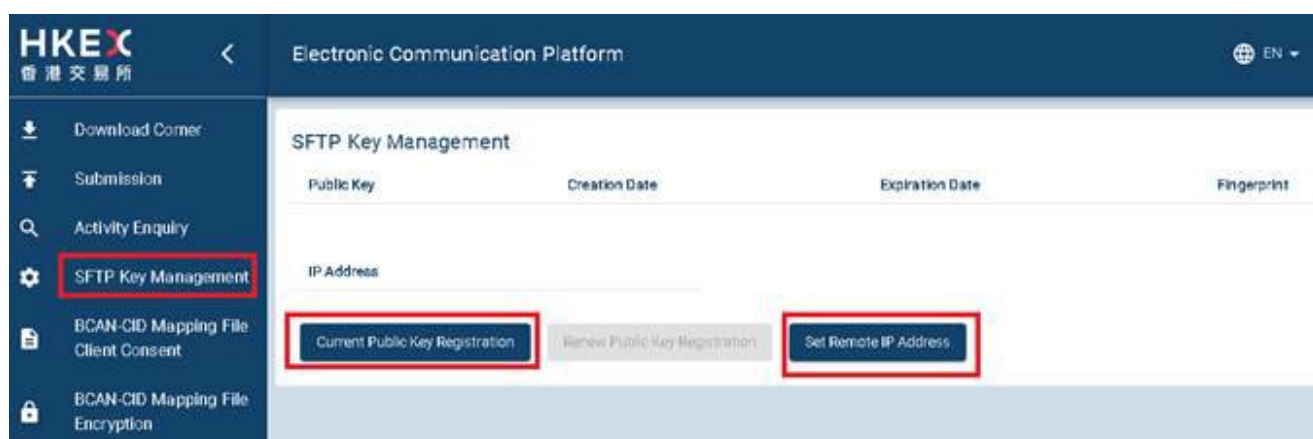 HKEX
香港交易所
Electronic Communication Platform
EN
Download Corner
Submission
Activity Enquiry
SFTP Key Management
BCAN-CID Mapping File
Client Consent
BCAN-CID Mapping File
Encryption
SFTP Key Management
Public Key Creation Date Expiration Date Fingerprint
IP Address
Current Public Key Registration Renew Public Key Registration Set Remote IP Address